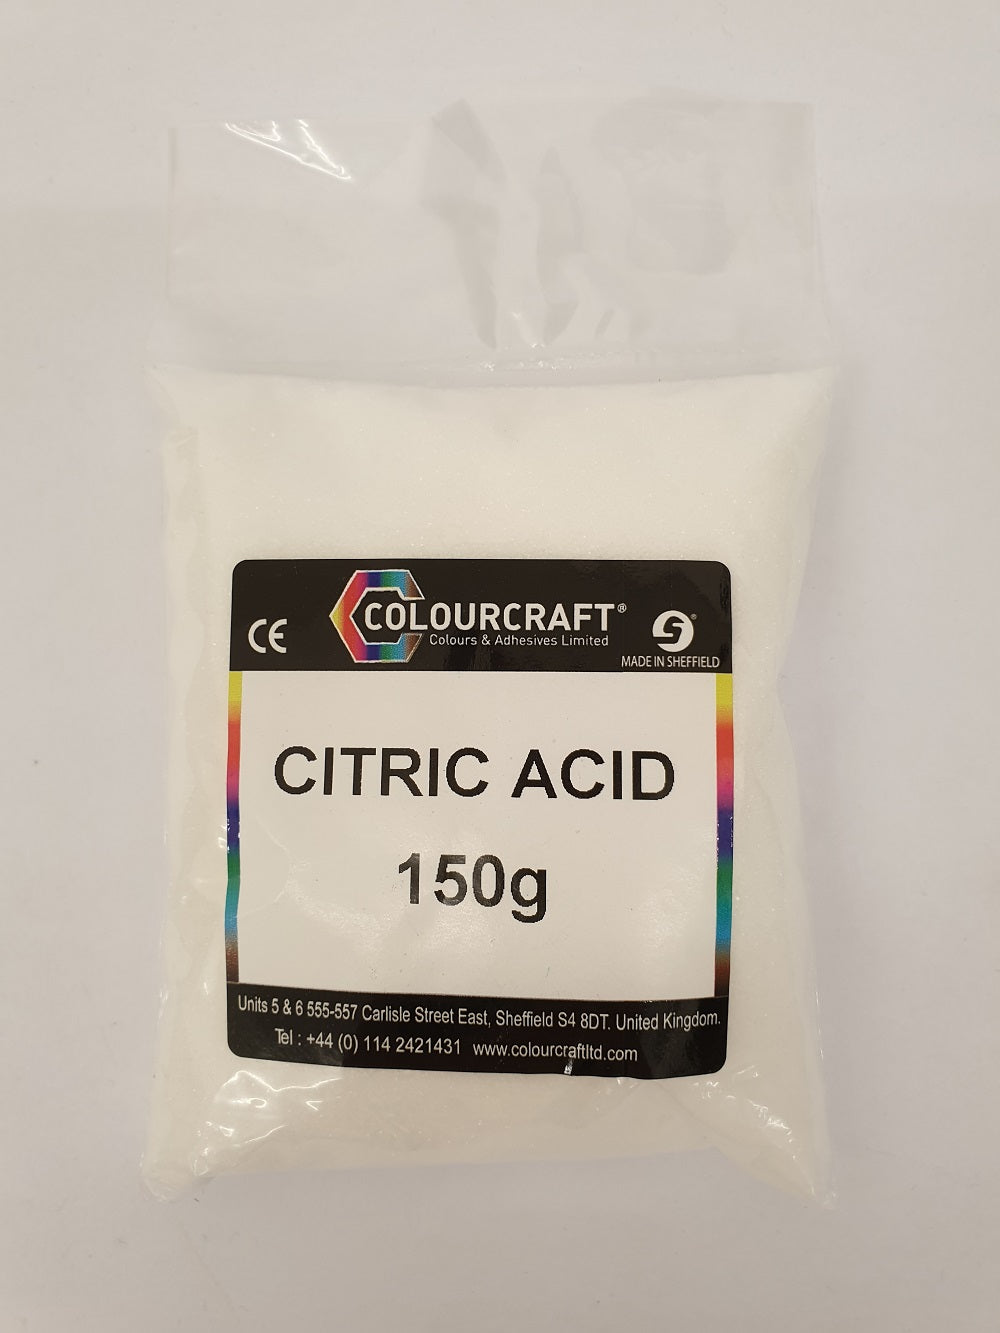 CE
COLOURCRAFT®
Colours & Adhesives Limited
®
MADE IN SHEFFIELD
CITRIC ACID
150g
Units 5 & 6 555-557 Carlisle Street East, Sheffield S4 8DT. United Kingdom.
Tel : +44 (0) 114 2421431 www.colourcraftltd.com